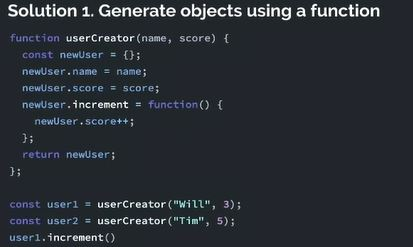 Solution 1. Generate objects using a function
function userCreator(name, score) {
  const newUser = {};
  newUser.name = name;
  newUser.score = score;
  newUser.increment = function() {
    newUser.score++;
  };
  return newUser;
};

const user1 = userCreator("Will", 3);
const user2 = userCreator("Tim", 5);
user1.increment()